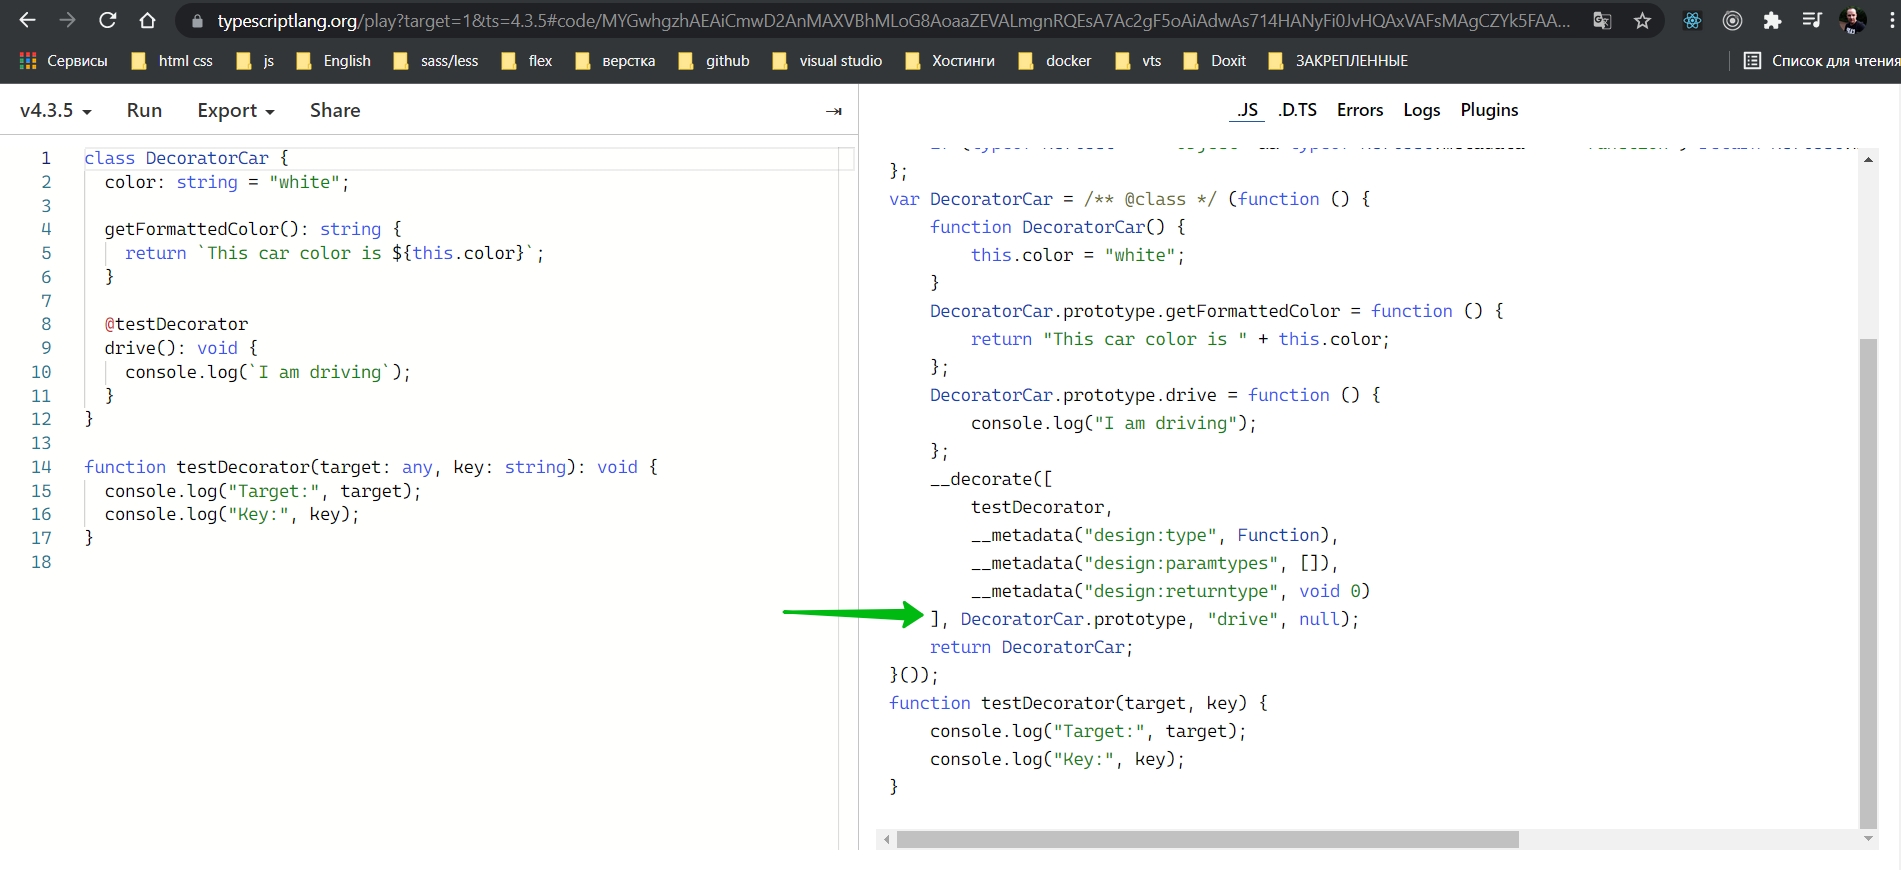 typescriptlang.org/play?target=1&ts=4.3.5#code/MYGwhgzhAEAiCmwD2AnMAXVBhMLoG8AoaaZEVALmgnRQEsA7Ac2gF5oAiAdwAs714HANyFi0JvHQAxVAFsMAgCZYk5FAA...
Сервисы html css js English sass/less flex верстка github visual studio Хостинги docker vts Doxit ЗАКРЕПЛЕННЫЕ Список для чтения
v4.3.5 Run Export Share
.JS .D.TS Errors Logs Plugins
1 class DecoratorCar {
2 color: string = "white";
3
4 getFormattedColor(): string {
5 return `This car color is ${this.color}`;
6 }
7
8 @testDecorator
9 drive(): void {
10 console.log(`I am driving`);
11 }
12 }
13
14 function testDecorator(target: any, key: string): void {
15 console.log("Target:", target);
16 console.log("Key:", key);
17 }
18
};
var DecoratorCar = /** @class */ (function () {
function DecoratorCar() {
this.color = "white";
}
DecoratorCar.prototype.getFormattedColor = function () {
return "This car color is " + this.color;
};
DecoratorCar.prototype.drive = function () {
console.log("I am driving");
};
__decorate([
testDecorator,
__metadata("design:type", Function),
__metadata("design:paramtypes", []),
__metadata("design:returntype", void 0)
], DecoratorCar.prototype, "drive", null);
return DecoratorCar;
}());
function testDecorator(target, key) {
console.log("Target:", target);
console.log("Key:", key);
}